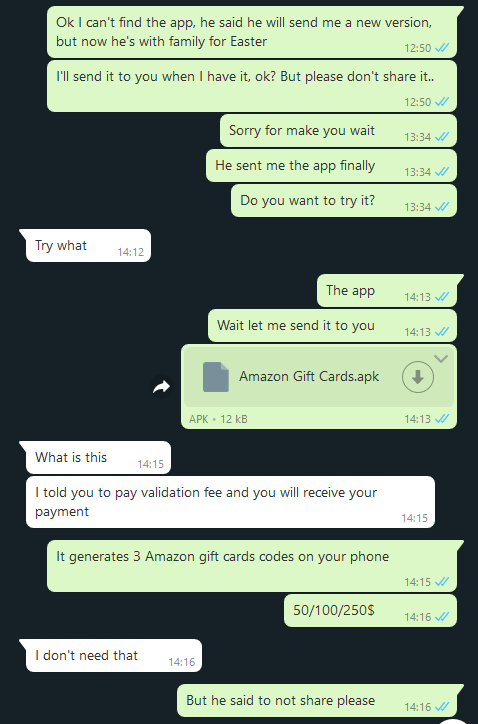 Ok I can't find the app, he said he will send me a new version,
but now he's with family for Easter
12:50
I'll send it to you when I have it, ok? But please don't share it..
12:50
Sorry for make you wait
13:34
He sent me the app finally
13:34
Do you want to try it?
13:34
Try what
14:12
The app
14:13
Wait let me send it to you
14:13
Amazon Gift Cards.apk
APK • 12 kB
14:13
What is this
14:15
I told you to pay validation fee and you will receive your
payment
14:15
It generates 3 Amazon gift cards codes on your phone
14:15
50/100/250$
14:16
I don't need that
14:16
But he said to not share please
14:16